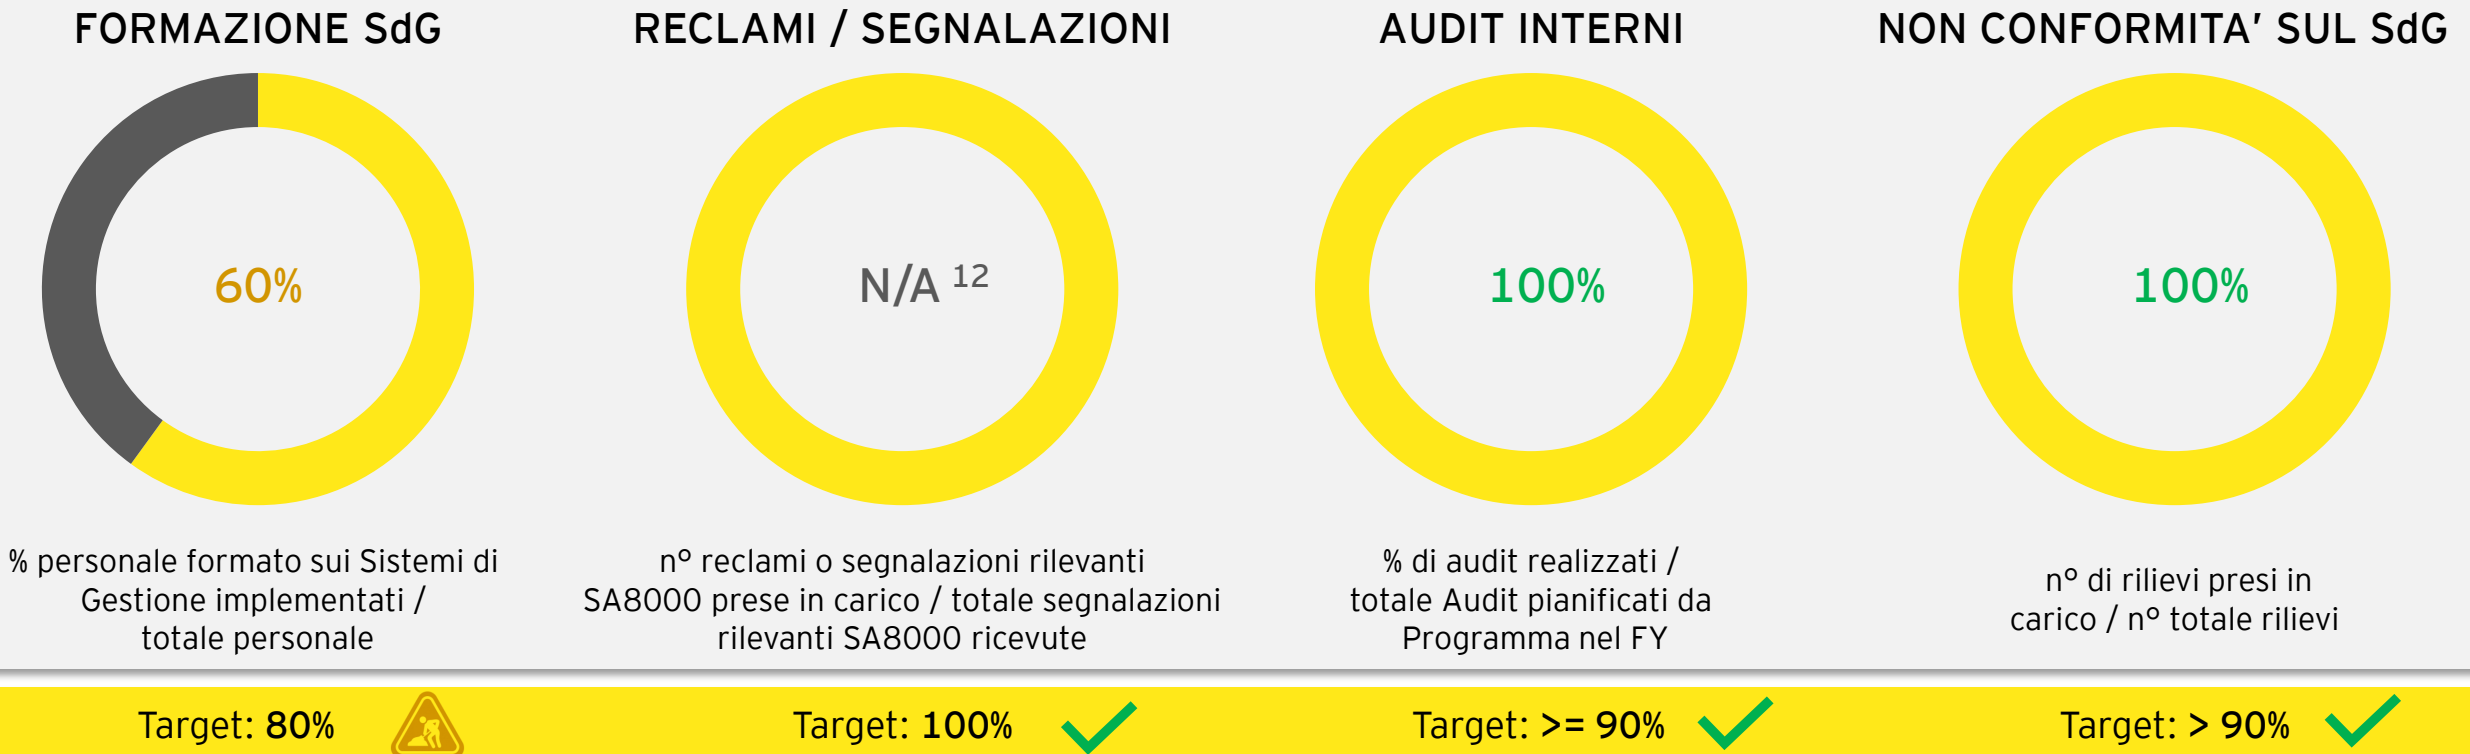 FORMAZIONE SdG
60%
% personale formato sui Sistemi di
Gestione implementati /
totale personale
Target: 80%
RECLAMI / SEGNALAZIONI
N/A 12
n° reclami o segnalazioni rilevanti
SA8000 prese in carico / totale segnalazioni
rilevanti SA8000 ricevute
Target: 100%
AUDIT INTERNI
100%
% di audit realizzati /
totale Audit pianificati da
Programma nel FY
Target: >= 90%
NON CONFORMITA’ SUL SdG
100%
n° di rilievi presi in
carico / n° totale rilievi
Target: > 90%